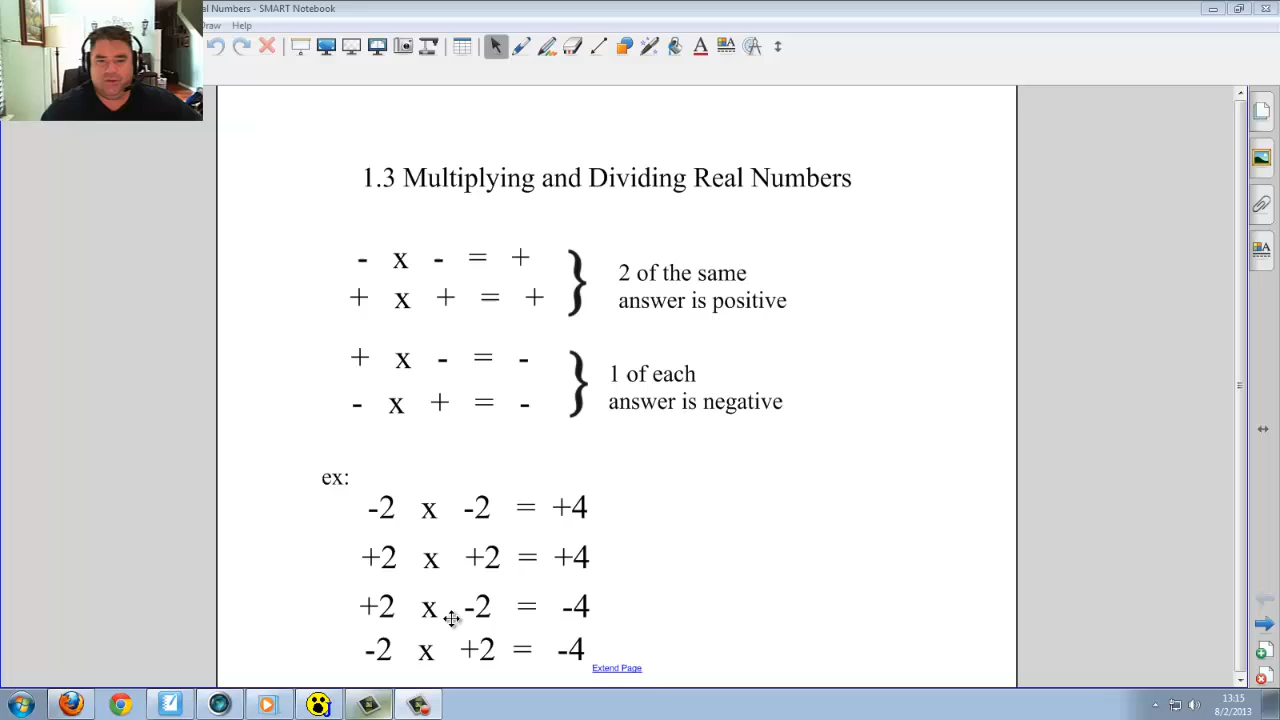 al Numbers - SMART Notebook
Draw Help
1.3 Multiplying and Dividing Real Numbers
- x - = +
+ x + = +
2 of the same
answer is positive
+ x - = -
- x + = -
1 of each
answer is negative
ex:
-2 x -2 = +4
+2 x +2 = +4
+2 x -2 = -4
-2 x +2 = -4
Extend Page
13:15
8/2/2013